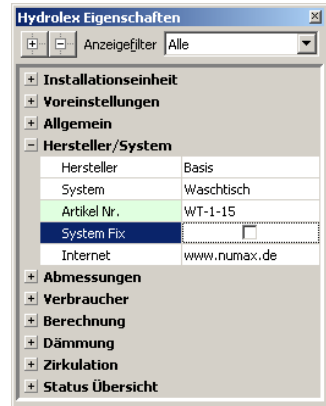 Hydrolex Eigenschaften
Anzeigefilter Alle
Installationseinheit
Voreinstellungen
Allgemein
Hersteller/System
Hersteller Basis
System Waschtisch
Artikel Nr. WT-1-15
System Fix
Internet www.numax.de
Abmessungen
Verbraucher
Berechnung
Dämmung
Zirkulation
Status Übersicht